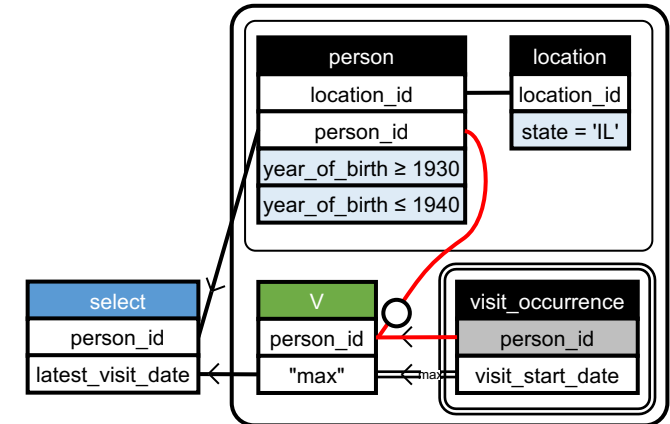 person
location_id
person_id
year_of_birth ≥ 1930
year_of_birth ≤ 1940
location
location_id
state = 'IL'
select
person_id
latest_visit_date
V
person_id
"max"
max
visit_occurrence
person_id
visit_start_date